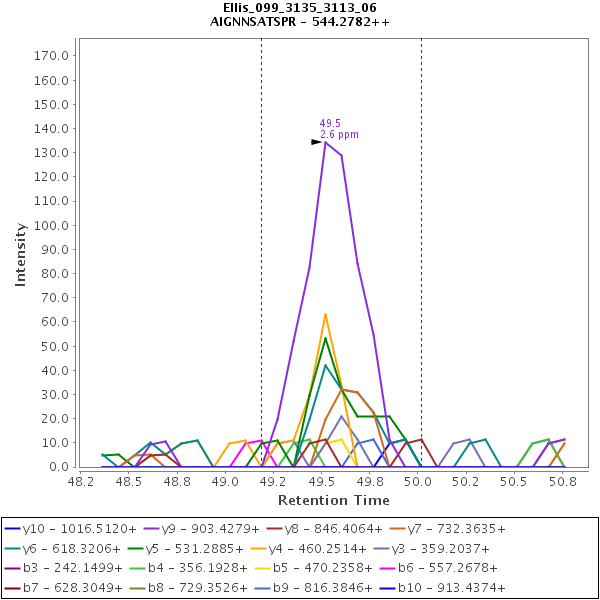 Ellis_099_3135_3113_06
AIGNNSATSPR - 544.2782++
170.0
160.0
150.0
140.0
130.0
120.0
110.0
100.0
90.0
80.0
70.0
60.0
50.0
40.0
30.0
20.0
10.0
0.0
Intensity
49.5
2.6 ppm
48.2 48.5 48.8 49.0 49.2 49.5 49.8 50.0 50.2 50.5 50.8
Retention Time
y10 - 1016.5120+ y9 - 903.4279+ y8 - 846.4064+ y7 - 732.3635+
y6 - 618.3206+ y5 - 531.2885+ y4 - 460.2514+ y3 - 359.2037+
b3 - 242.1499+ b4 - 356.1928+ b5 - 470.2358+ b6 - 557.2678+
b7 - 628.3049+ b8 - 729.3526+ b9 - 816.3846+ b10 - 913.4374+